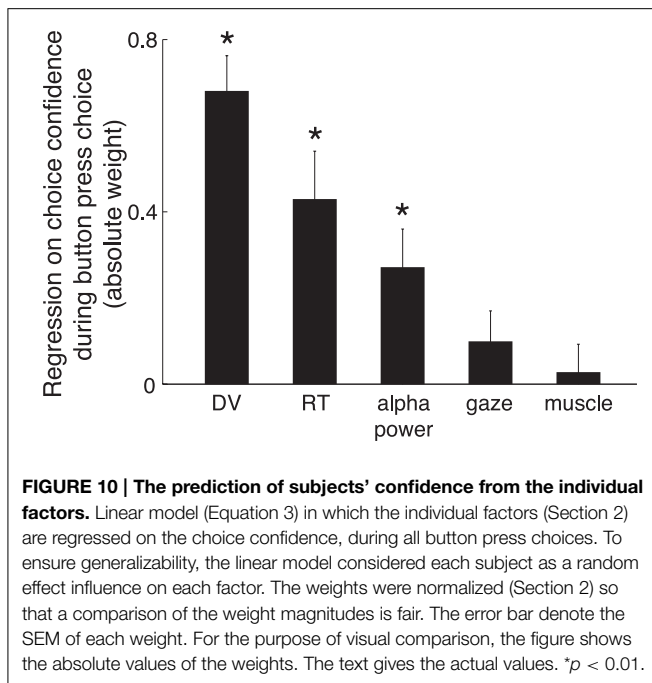 0.8
0.4
0
Regression on choice confidence
during button press choice
(absolute weight)
*
*
*
DV RT alpha gaze muscle
power
FIGURE 10 | The prediction of subjects' confidence from the individual
factors. Linear model (Equation 3) in which the individual factors (Section 2)
are regressed on the choice confidence, during all button press choices. To
ensure generalizability, the linear model considered each subject as a random
effect influence on each factor. The weights were normalized (Section 2) so
that a comparison of the weight magnitudes is fair. The error bar denote the
SEM of each weight. For the purpose of visual comparison, the figure shows
the absolute values of the weights. The text gives the actual values. *p < 0.01.